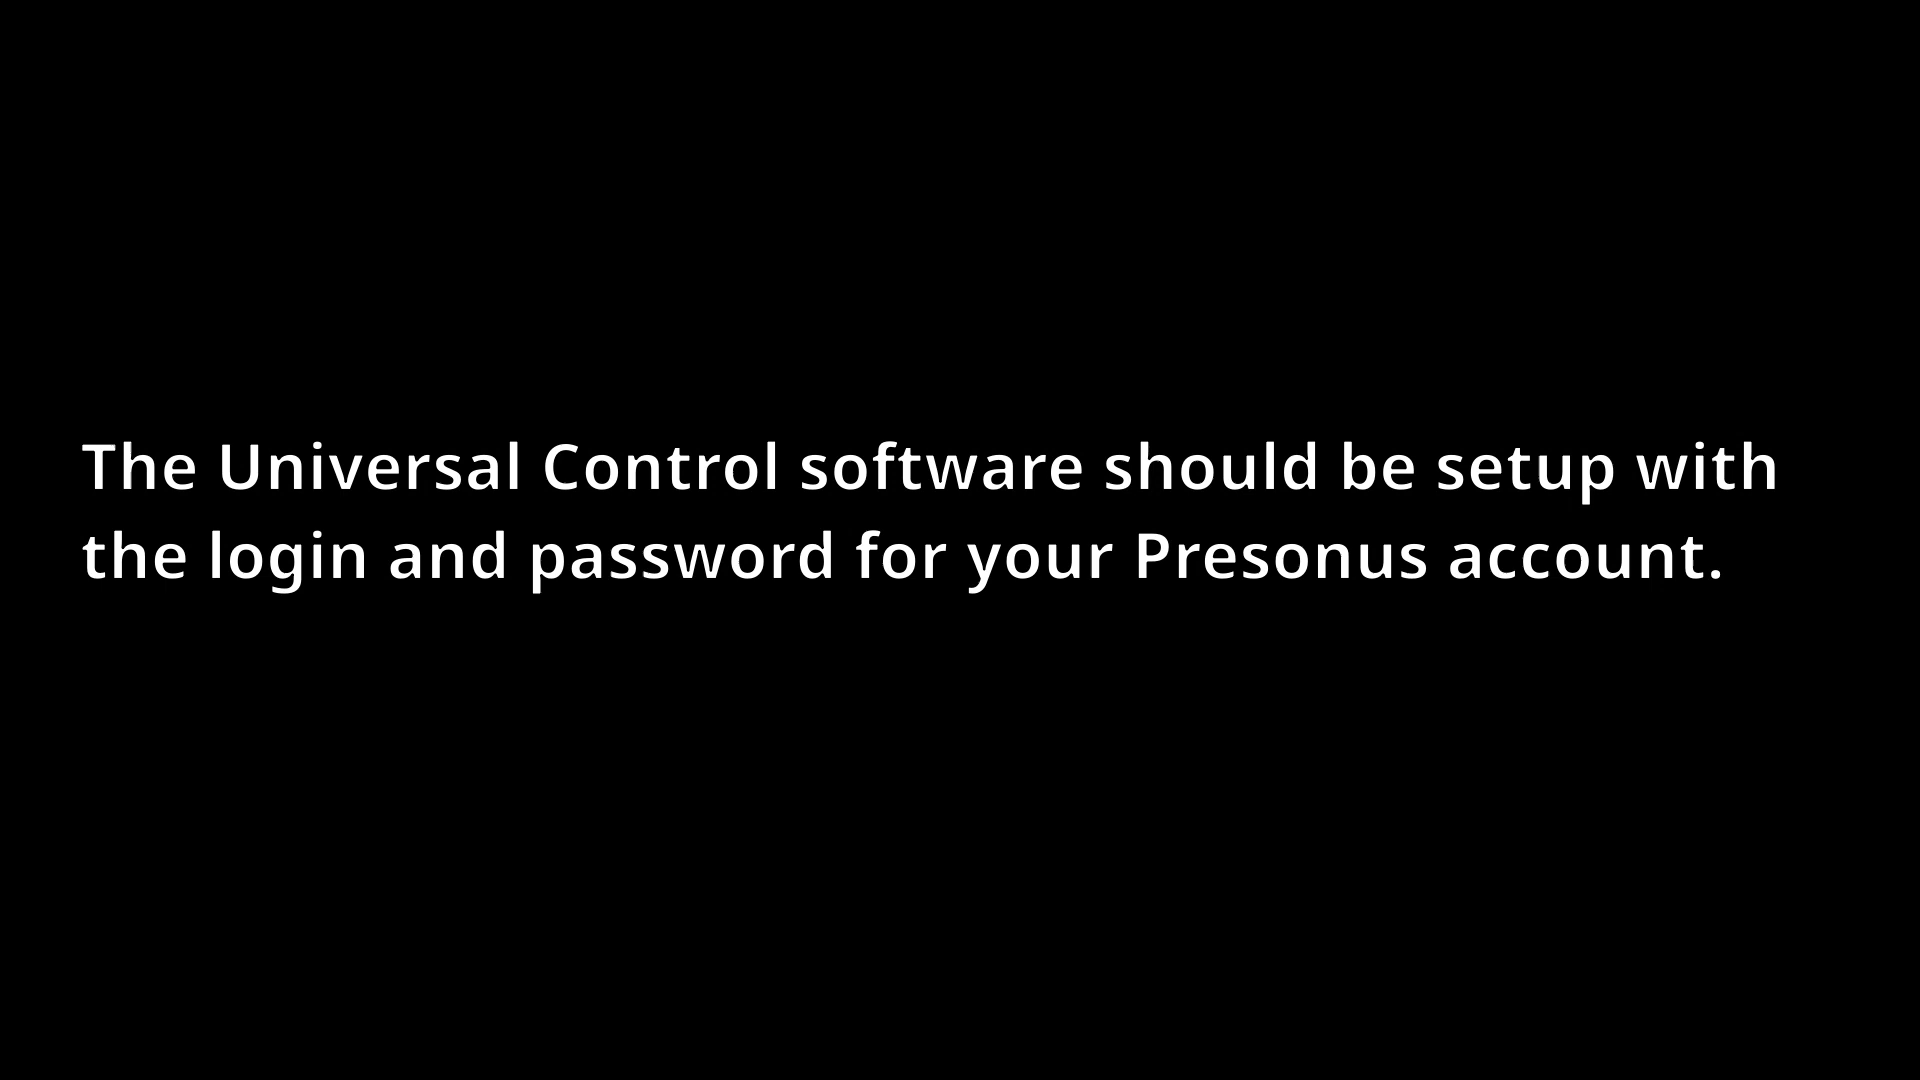 The Universal Control software should be setup with
the login and password for your Presonus account.